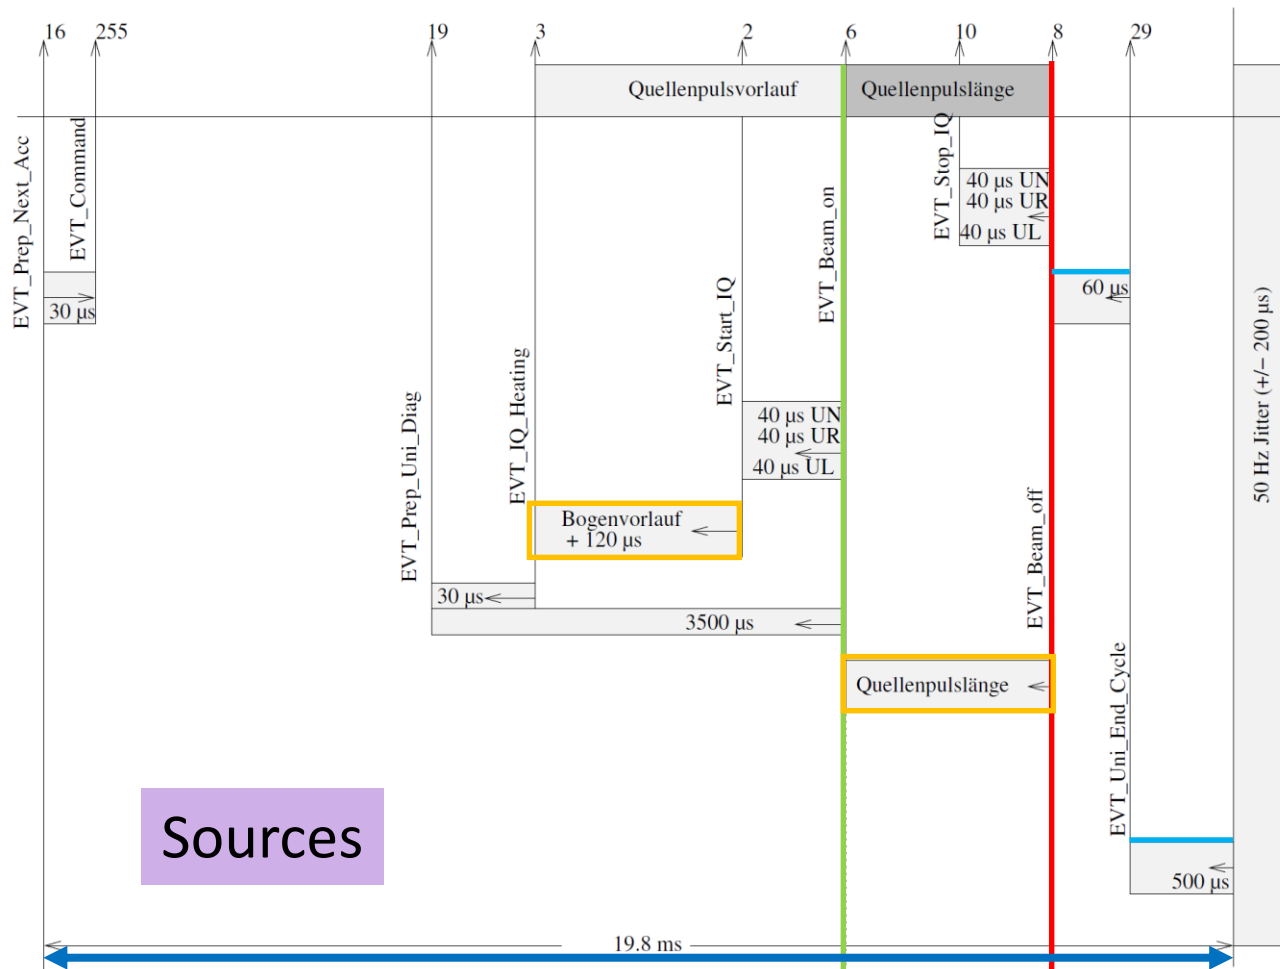 16
255
19
3
2
6
10
8
29
Quellenpulsvorlauf
Quellenpulslänge
EVT_Prep_Next_Acc
EVT_Command
30 µs
EVT_Prep_Uni_Diag
EVT_IQ_Heating
EVT_Start_IQ
EVT_Beam_on
EVT_Stop_IQ
40 µs UN
40 µs UR
40 µs UL
60 µs
40 µs UN
40 µs UR
40 µs UL
Bogenvorlauf
+ 120 µs
30 µs
3500 µs
EVT_Beam_off
Quellenpulslänge
EVT_Uni_End_Cycle
500 µs
50 Hz Jitter (+/− 200 µs)
Sources
19.8 ms